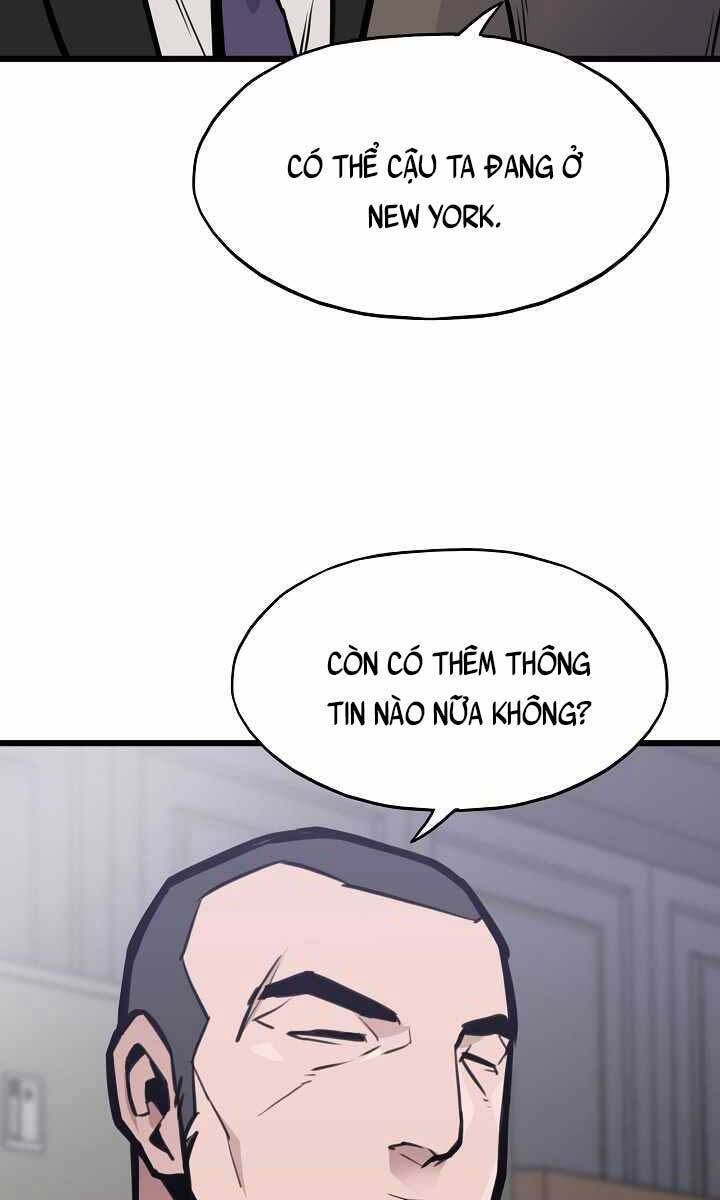 CÓ THỂ CẬU TA ĐANG Ở
NEW YORK.
CÒN CÓ THÊM THÔNG
TIN NÀO NỮA KHÔNG?